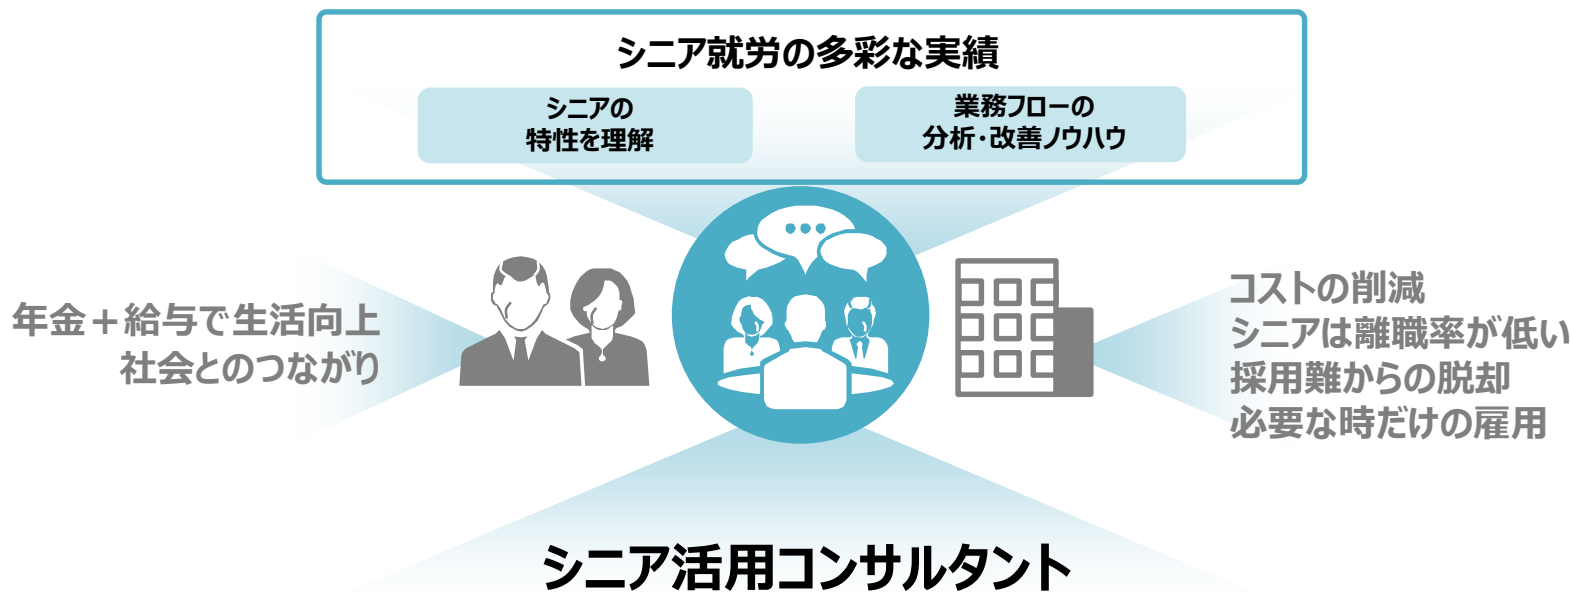 シニア就労の多彩な実績
シニアの
特性を理解
業務フローの
分析・改善ノウハウ
年金＋給与で生活向上
社会とのつながり
コストの削減
シニアは離職率が低い
採用難からの脱却
必要な時だけの雇用
シニア活用コンサルタント